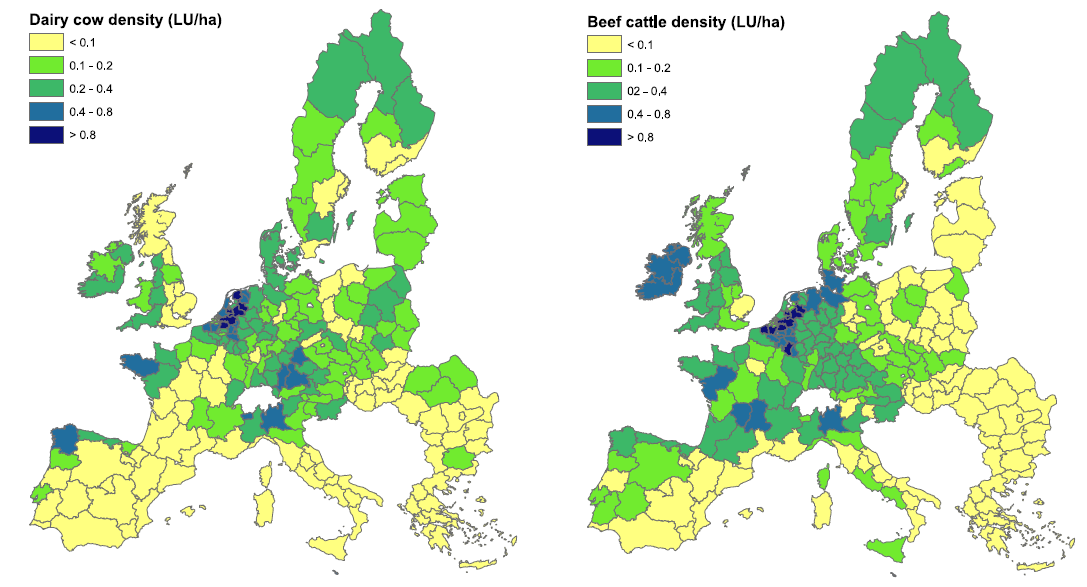 Dairy cow density (LU/ha)
< 0.1
0.1 – 0.2
0.2 – 0.4
0.4 – 0.8
> 0.8
Beef cattle density (LU/ha)
< 0.1
0.1 – 0.2
02 – 0,4
0,4 – 0,8
> 0,8